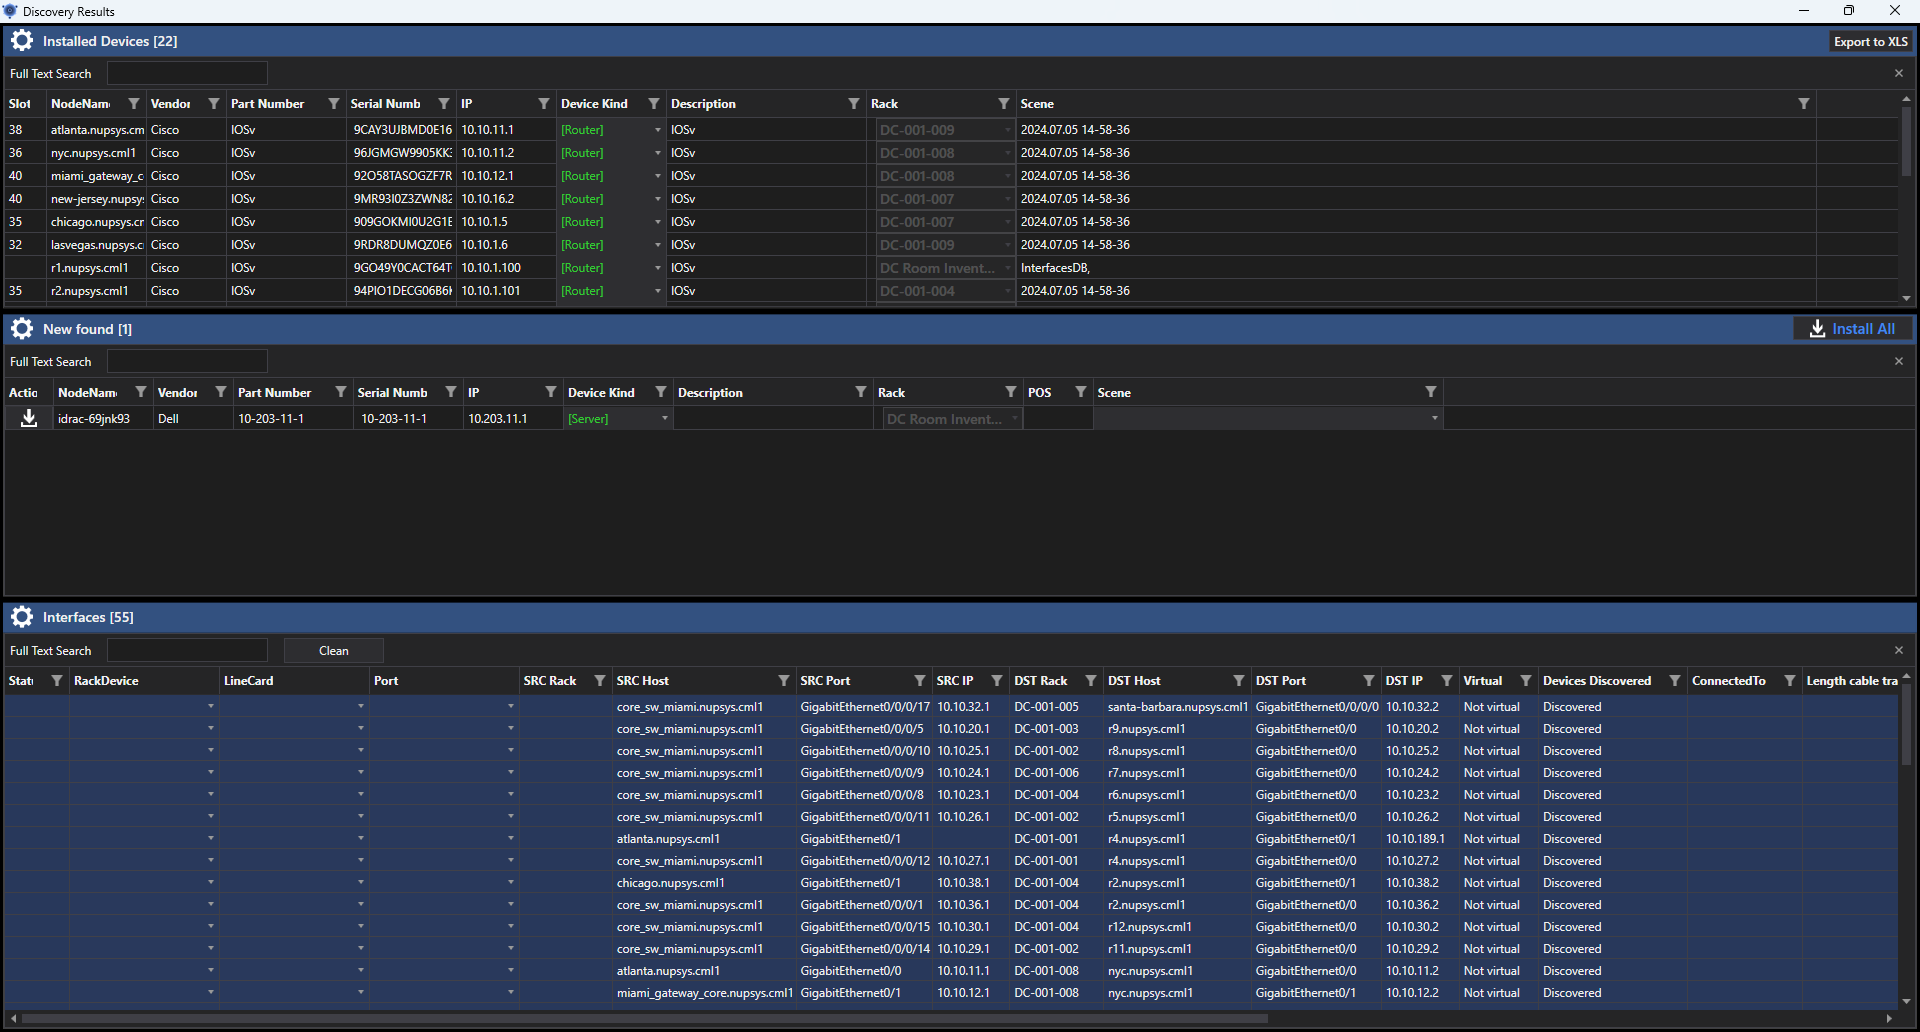 Discovery Results
Installed Devices [22] Export to XLS
Full Text Search
Slot NodeNam Vendor Part Number Serial Numb IP Device Kind Description Rack Scene
38 atlanta.nupsys.cm Cisco IOSv 9CAY3UJBMD0E16 10.10.11.1 [Router] IOSv DC-001-009 2024.07.05 14-58-36
36 nyc.nupsys.cml1 Cisco IOSv 96JGMGW9905KK3 10.10.11.2 [Router] IOSv DC-001-008 2024.07.05 14-58-36
40 miami_gateway_c Cisco IOSv 92O58TASOGZF7R 10.10.12.1 [Router] IOSv DC-001-008 2024.07.05 14-58-36
40 new-jersey.nupsy Cisco IOSv 9MR93I0Z3ZWN82 10.10.16.2 [Router] IOSv DC-001-007 2024.07.05 14-58-36
35 chicago.nupsys.cr Cisco IOSv 909GOKMI0U2G1E 10.10.1.5 [Router] IOSv DC-001-007 2024.07.05 14-58-36
32 lasvegas.nupsys.c Cisco IOSv 9RDR8DUMQZ0E6 10.10.1.6 [Router] IOSv DC-001-009 2024.07.05 14-58-36
r1.nupsys.cml1 Cisco IOSv 9GO49Y0CACT64T 10.10.1.100 [Router] IOSv DC Room Invent... InterfacesDB,
35 r2.nupsys.cml1 Cisco IOSv 94PIO1DECG06B6 10.10.1.101 [Router] IOSv DC-001-004 2024.07.05 14-58-36
New found [1] Install All
Full Text Search
Actic NodeNam Vendor Part Number Serial Numb IP Device Kind Description Rack POS Scene
idrac-69jnk93 Dell 10-203-11-1 10-203-11-1 10.203.11.1 [Server] DC Room Invent...
Interfaces [55]
Full Text Search Clean
Statu RackDevice LineCard Port SRC Rack SRC Host SRC Port SRC IP DST Rack DST Host DST Port DST IP Virtual Devices Discovered ConnectedTo Length cable tra
core_sw_miami.nupsys.cml1 GigabitEthernet0/0/0/17 10.10.32.1 DC-001-005 santa-barbara.nupsys.cml1 GigabitEthernet0/0/0/0 10.10.32.2 Not virtual Discovered
core_sw_miami.nupsys.cml1 GigabitEthernet0/0/0/5 10.10.20.1 DC-001-003 r9.nupsys.cml1 GigabitEthernet0/0 10.10.20.2 Not virtual Discovered
core_sw_miami.nupsys.cml1 GigabitEthernet0/0/0/10 10.10.25.1 DC-001-002 r8.nupsys.cml1 GigabitEthernet0/0 10.10.25.2 Not virtual Discovered
core_sw_miami.nupsys.cml1 GigabitEthernet0/0/0/9 10.10.24.1 DC-001-006 r7.nupsys.cml1 GigabitEthernet0/0 10.10.24.2 Not virtual Discovered
core_sw_miami.nupsys.cml1 GigabitEthernet0/0/0/8 10.10.23.1 DC-001-004 r6.nupsys.cml1 GigabitEthernet0/0 10.10.23.2 Not virtual Discovered
core_sw_miami.nupsys.cml1 GigabitEthernet0/0/0/11 10.10.26.1 DC-001-002 r5.nupsys.cml1 GigabitEthernet0/0 10.10.26.2 Not virtual Discovered
atlanta.nupsys.cml1 GigabitEthernet0/1 DC-001-001 r4.nupsys.cml1 GigabitEthernet0/1 10.10.189.1 Not virtual Discovered
core_sw_miami.nupsys.cml1 GigabitEthernet0/0/0/12 10.10.27.1 DC-001-001 r4.nupsys.cml1 GigabitEthernet0/0 10.10.27.2 Not virtual Discovered
chicago.nupsys.cml1 GigabitEthernet0/1 10.10.38.1 DC-001-004 r2.nupsys.cml1 GigabitEthernet0/1 10.10.38.2 Not virtual Discovered
core_sw_miami.nupsys.cml1 GigabitEthernet0/0/0/1 10.10.36.1 DC-001-004 r2.nupsys.cml1 GigabitEthernet0/0 10.10.36.2 Not virtual Discovered
core_sw_miami.nupsys.cml1 GigabitEthernet0/0/0/15 10.10.30.1 DC-001-004 r12.nupsys.cml1 GigabitEthernet0/0 10.10.30.2 Not virtual Discovered
core_sw_miami.nupsys.cml1 GigabitEthernet0/0/0/14 10.10.29.1 DC-001-002 r11.nupsys.cml1 GigabitEthernet0/0 10.10.29.2 Not virtual Discovered
atlanta.nupsys.cml1 GigabitEthernet0/0 10.10.11.1 DC-001-008 nyc.nupsys.cml1 GigabitEthernet0/0 10.10.11.2 Not virtual Discovered
miami_gateway_core.nupsys.cml1 GigabitEthernet0/1 10.10.12.1 DC-001-008 nyc.nupsys.cml1 GigabitEthernet0/1 10.10.12.2 Not virtual Discovered